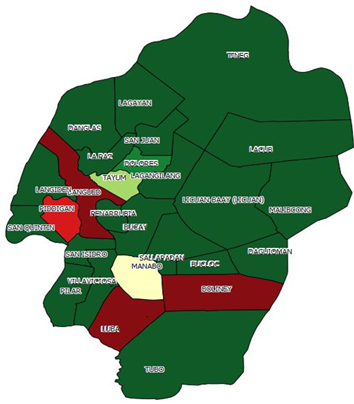 TINEG
LAGAYAN
DANGLAS
SAN JUAN
LACUB
LA PAZ
DOLORES
LAGANGILANG
TAYUM
LANGIDEN
BANGUED
LICUAN-BAAY (LICUAN)
PIDIGAN
PENARRUBIA
MALIBCONG
SAN QUINTIN
BUCAY
DAGUIOMAN
SAN ISIDRO
SALLAPADAN
BUCLOC
MANABO
VILLAVICIOSA
PILAR
BOLINEY
LUBA
TUBO